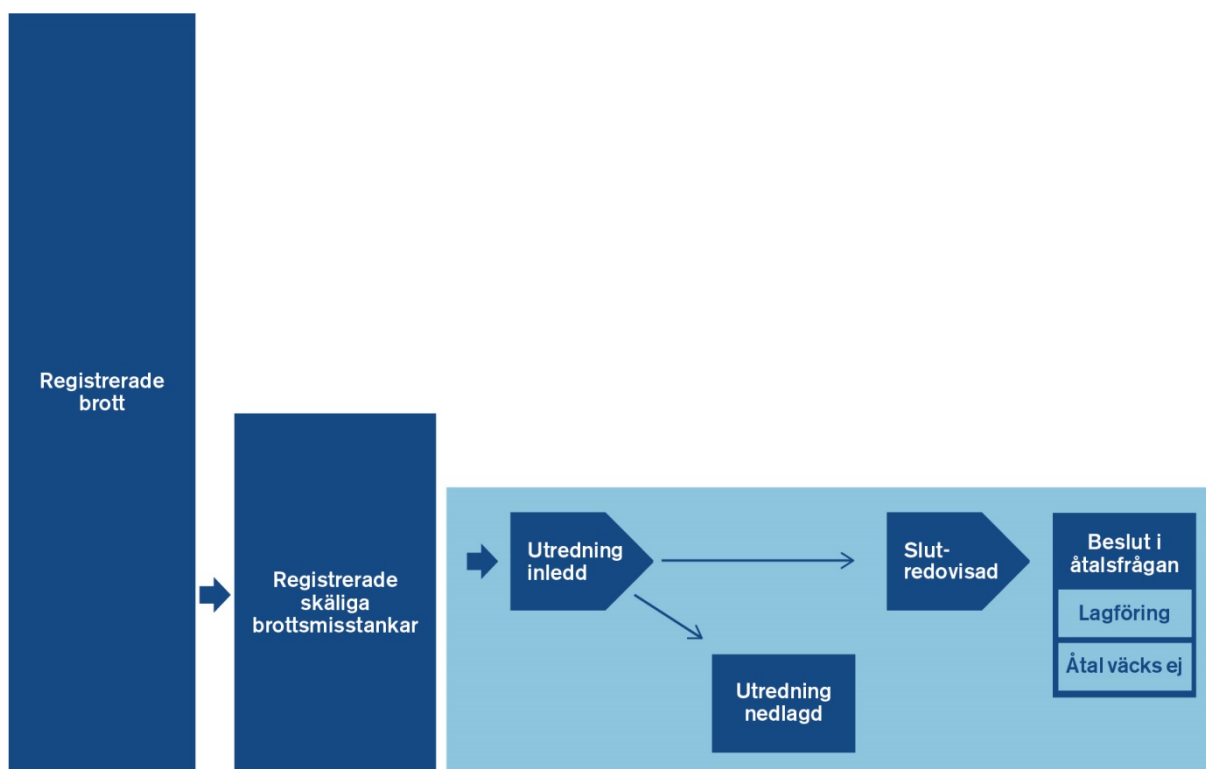 Registrerade
brott
Registrerade
skäliga
brottsmisstankar
Utredning
inledd
Utredning
nedlagd
Slut-
redovisad
Beslut i
åtalsfrågan
Lagföring
Åtal väcks ej